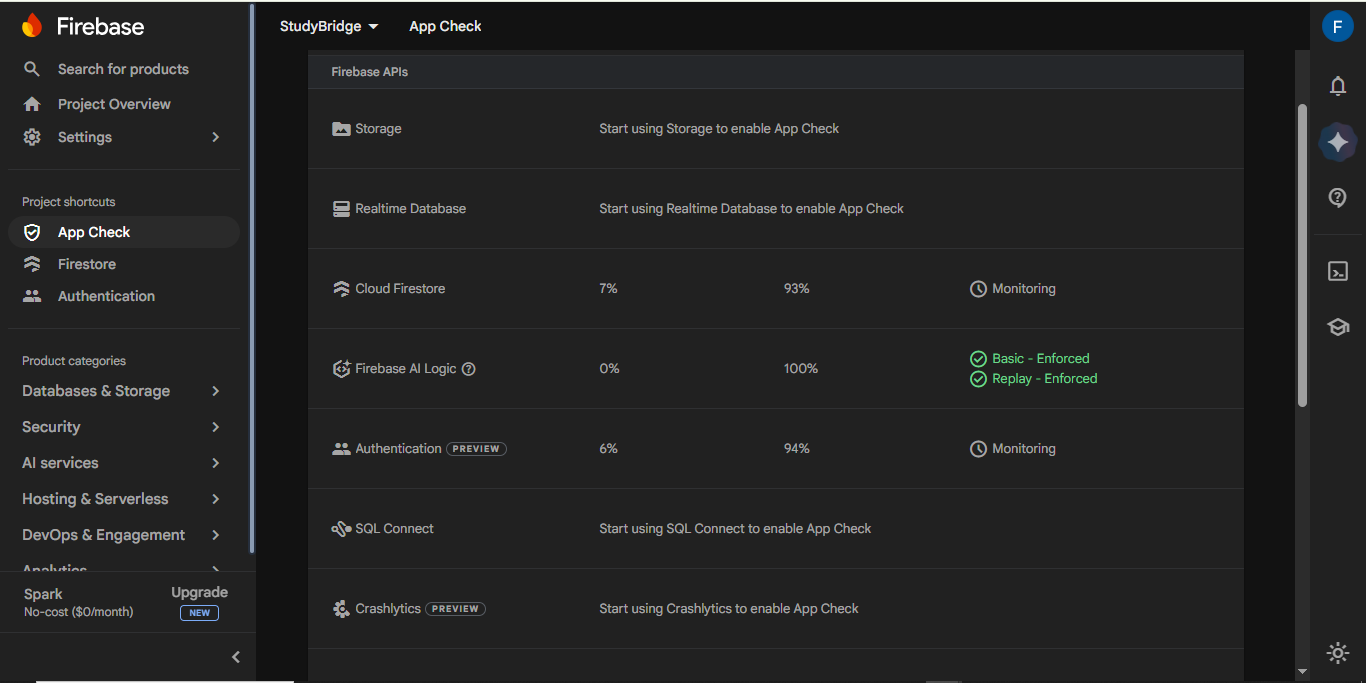 Firebase
Search for products
Project Overview
Settings
Project shortcuts
App Check
Firestore
Authentication
Product categories
Databases & Storage
Security
AI services
Hosting & Serverless
DevOps & Engagement
Analytics
Spark
No-cost ($0/month)
Upgrade
NEW
StudyBridge
App Check
F
Firebase APIs
Storage Start using Storage to enable App Check
Realtime Database Start using Realtime Database to enable App Check
Cloud Firestore 7% 93% Monitoring
Firebase AI Logic 0% 100% Basic - Enforced
Replay - Enforced
Authentication PREVIEW 6% 94% Monitoring
SQL Connect Start using SQL Connect to enable App Check
Crashlytics PREVIEW Start using Crashlytics to enable App Check